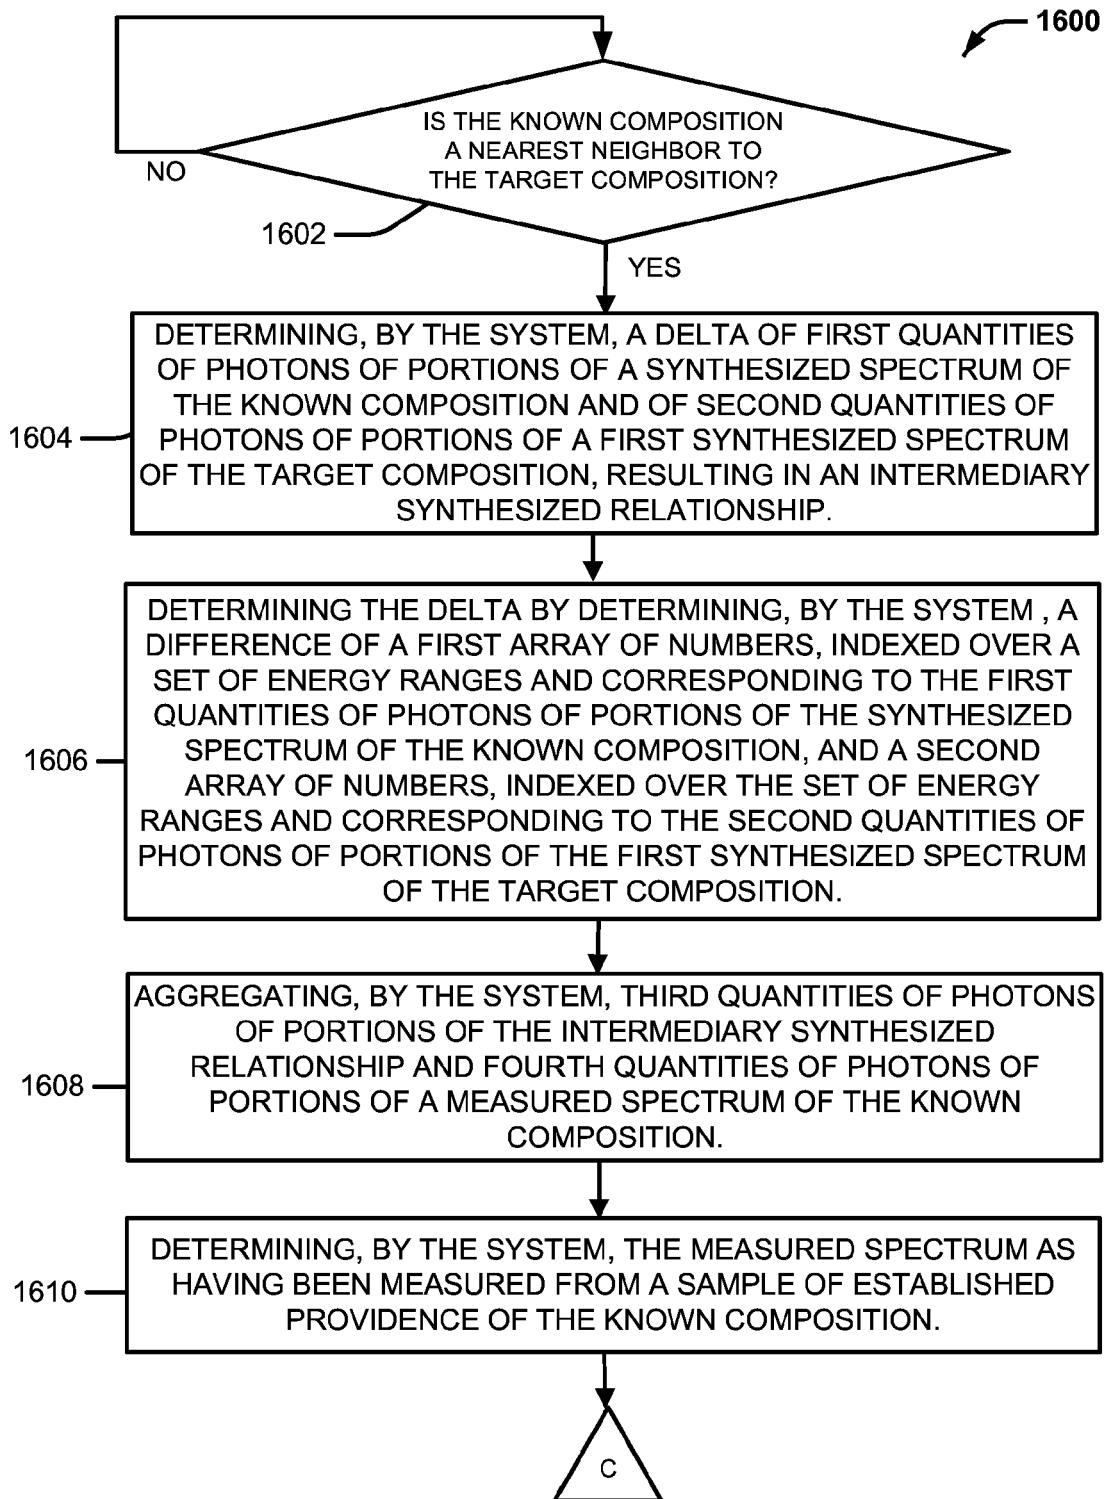 1600
IS THE KNOWN COMPOSITION
A NEAREST NEIGHBOR TO
THE TARGET COMPOSITION?
NO
1602
YES
DETERMINING, BY THE SYSTEM, A DELTA OF FIRST QUANTITIES
OF PHOTONS OF PORTIONS OF A SYNTHESIZED SPECTRUM OF
THE KNOWN COMPOSITION AND OF SECOND QUANTITIES OF
PHOTONS OF PORTIONS OF A FIRST SYNTHESIZED SPECTRUM
OF THE TARGET COMPOSITION, RESULTING IN AN INTERMEDIARY
SYNTHESIZED RELATIONSHIP.
1604
DETERMINING THE DELTA BY DETERMINING, BY THE SYSTEM , A
DIFFERENCE OF A FIRST ARRAY OF NUMBERS, INDEXED OVER A
SET OF ENERGY RANGES AND CORRESPONDING TO THE FIRST
QUANTITIES OF PHOTONS OF PORTIONS OF THE SYNTHESIZED
SPECTRUM OF THE KNOWN COMPOSITION, AND A SECOND
ARRAY OF NUMBERS, INDEXED OVER THE SET OF ENERGY
RANGES AND CORRESPONDING TO THE SECOND QUANTITIES OF
PHOTONS OF PORTIONS OF THE FIRST SYNTHESIZED SPECTRUM
OF THE TARGET COMPOSITION.
1606
AGGREGATING, BY THE SYSTEM, THIRD QUANTITIES OF PHOTONS
OF PORTIONS OF THE INTERMEDIARY SYNTHESIZED
RELATIONSHIP AND FOURTH QUANTITIES OF PHOTONS OF
PORTIONS OF A MEASURED SPECTRUM OF THE KNOWN
COMPOSITION.
1608
DETERMINING, BY THE SYSTEM, THE MEASURED SPECTRUM AS
HAVING BEEN MEASURED FROM A SAMPLE OF ESTABLISHED
PROVIDENCE OF THE KNOWN COMPOSITION.
1610
C